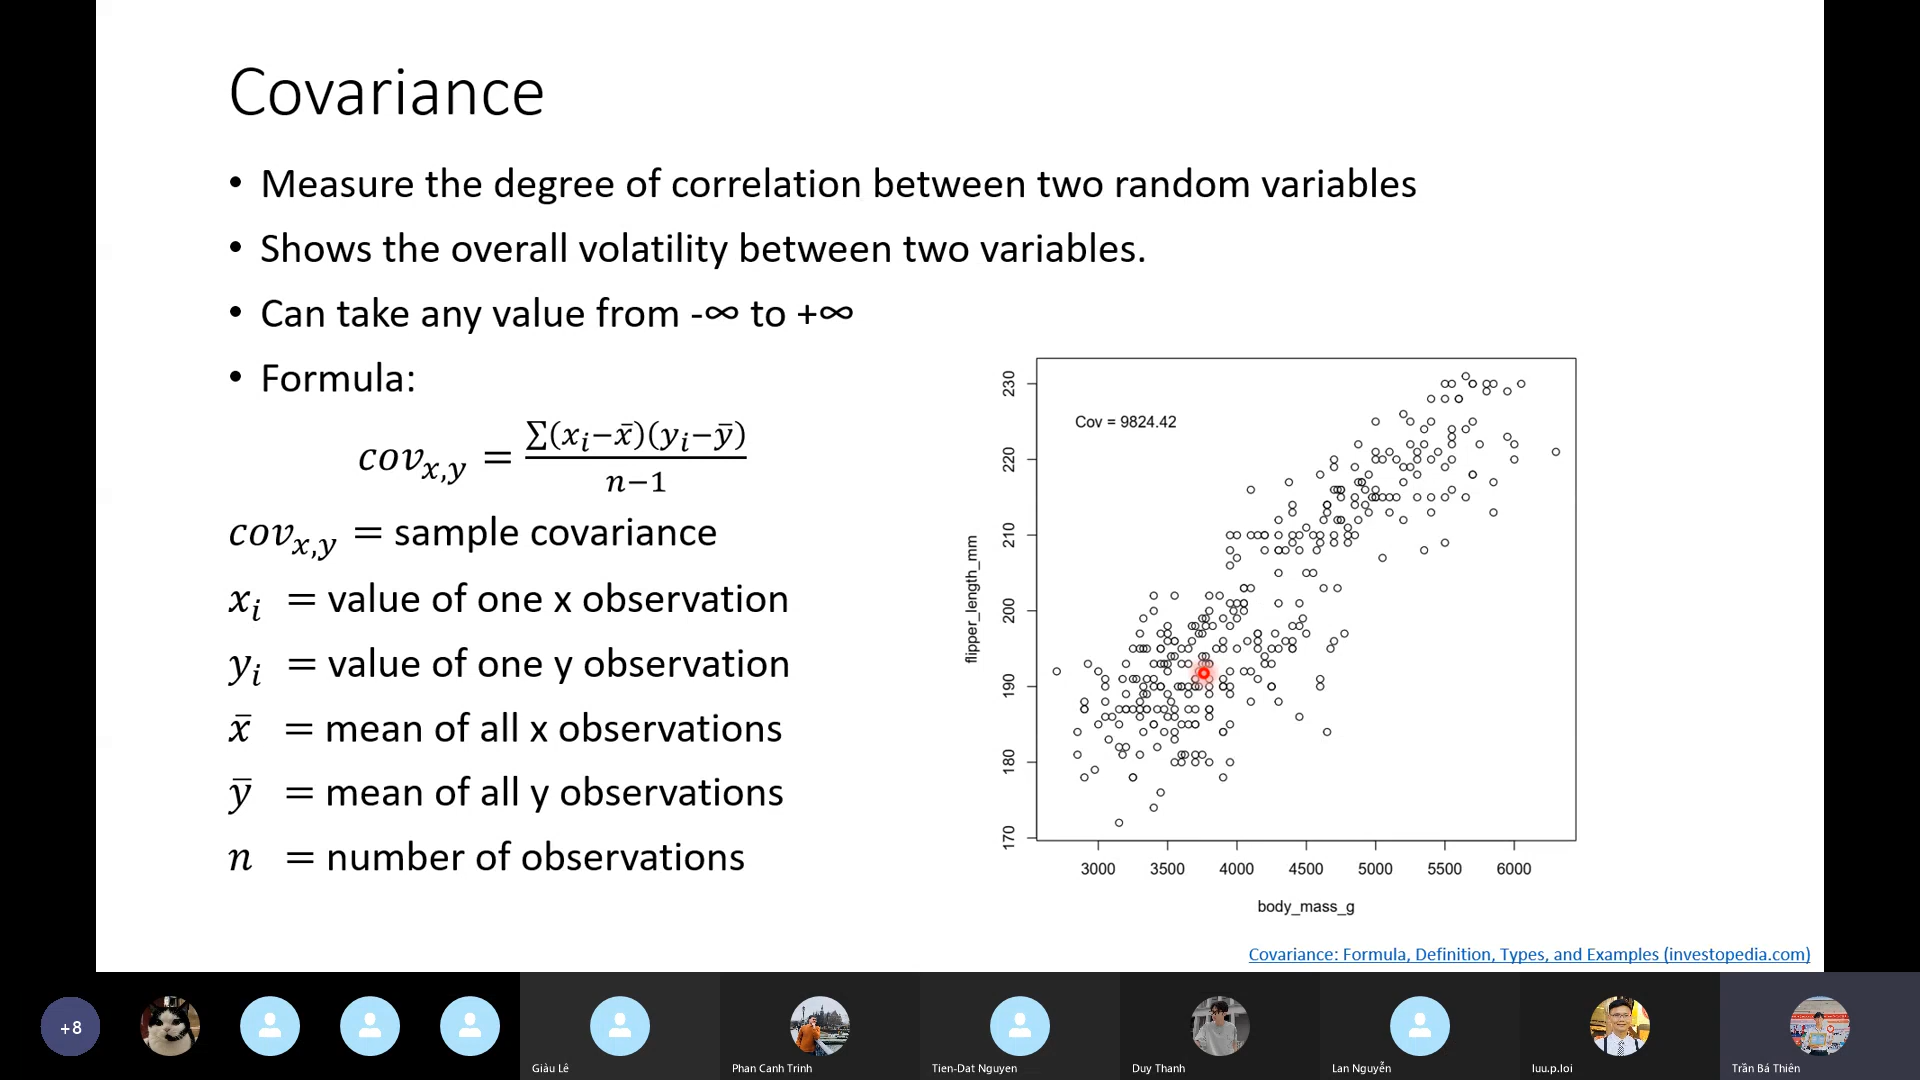 Covariance
• Measure the degree of correlation between two random variables
• Shows the overall volatility between two variables.
• Can take any value from -∞ to +∞
• Formula:
cov_{x,y} = \frac{∑(x_i−x̄)(y_i−ȳ)}{n−1}
cov_{x,y} = sample covariance
x_i = value of one x observation
y_i = value of one y observation
x̄ = mean of all x observations
ȳ = mean of all y observations
n = number of observations
Cov = 9824.42
230
220
210
200
190
180
170
flipper_length_mm
3000 3500 4000 4500 5000 5500 6000
body_mass_g
Covariance: Formula, Definition, Types, and Examples (investopedia.com)
+8
Giàu Lê
Phan Canh Trinh
Tien-Dat Nguyen
Duy Thanh
Lan Nguyễn
luu.p.loi
Trần Bá Thiên